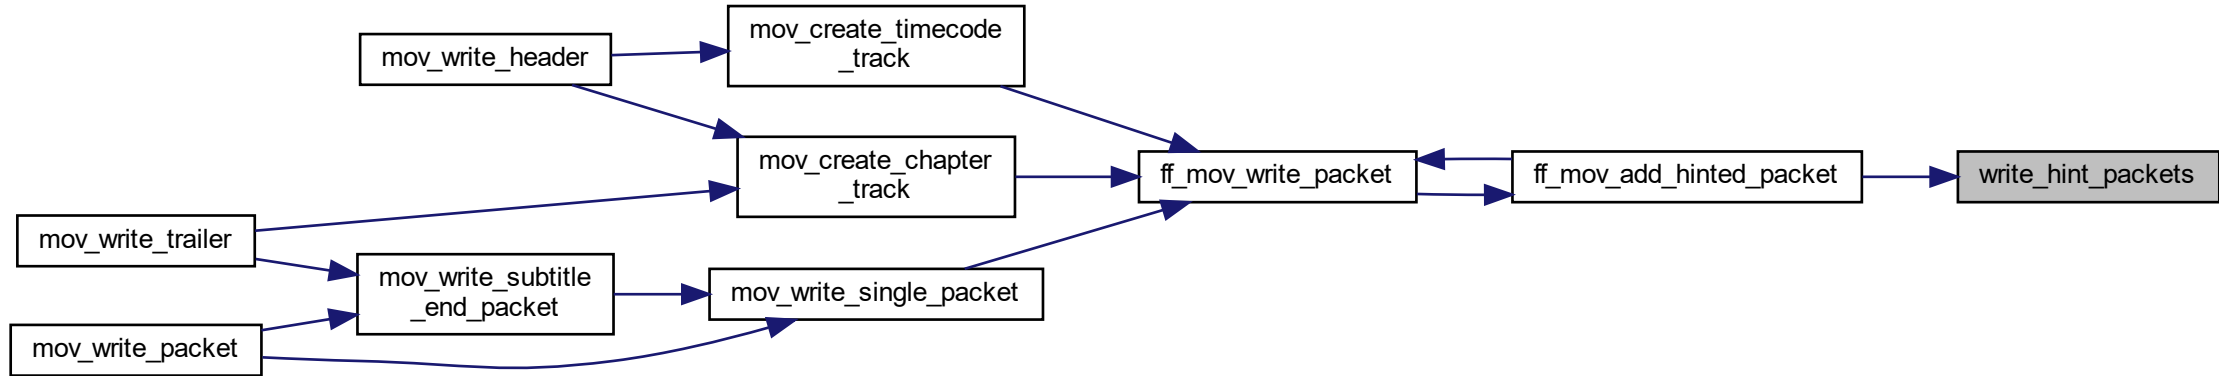 mov_create_timecode
_track
mov_write_header
mov_create_chapter
_track
ff_mov_write_packet
ff_mov_add_hinted_packet
write_hint_packets
mov_write_trailer
mov_write_subtitle
_end_packet
mov_write_single_packet
mov_write_packet